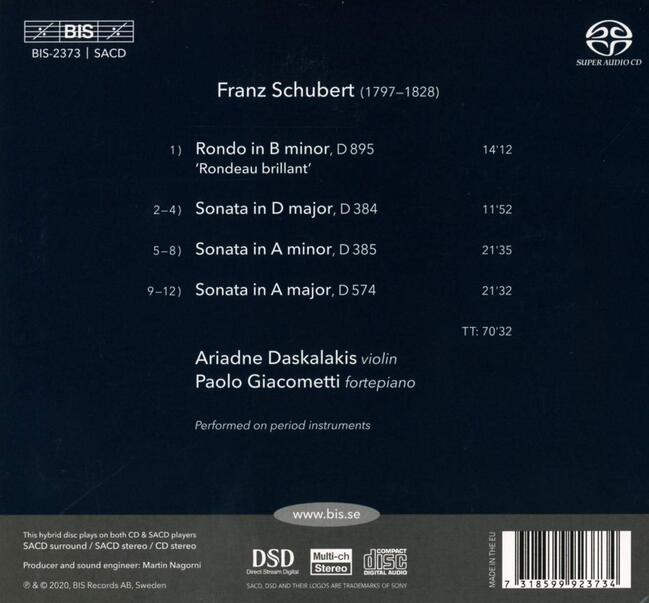 BIS
BIS-2373 | SACD
SUPER AUDIO CD
Franz Schubert (1797–1828)
1) Rondo in B minor, D 895 14'12
‘Rondeau brillant’
2–4) Sonata in D major, D 384 11'52
5–8) Sonata in A minor, D 385 21'35
9–12) Sonata in A major, D 574 21'32
TT: 70'32
Ariadne Daskalakis violin
Paolo Giacometti fortepiano
Performed on period instruments
www.bis.se
This hybrid disc plays on both CD & SACD players
SACD surround / SACD stereo / CD stereo
Producer and sound engineer: Martin Nagorni
℗ & © 2020, BIS Records AB, Sweden
DSD
Direct Stream Digital
Multi-ch
Stereo
COMPACT
disc
DIGITAL AUDIO
SACD, DSD AND THEIR LOGOS ARE TRADEMARKS OF SONY
MADE IN THE EU
7 318599 923734